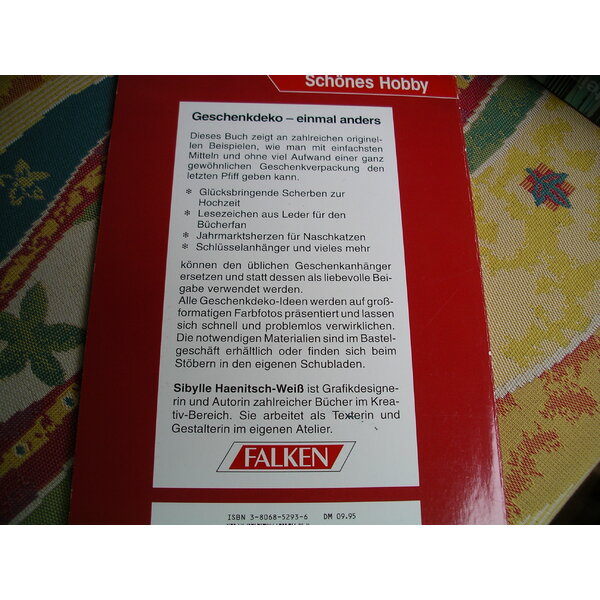 Schönes Hobby
Geschenkdeko – einmal anders
Dieses Buch zeigt an zahlreichen originel-
len Beispielen, wie man mit einfachsten
Mitteln und ohne viel Aufwand einer ganz
gewöhnlichen Geschenkverpackung den
letzten Pfiff geben kann.
* Glücksbringende Scherben zur
Hochzeit
* Lesezeichen aus Leder für den
Bücherfan
* Jahrmarktsherzen für Naschkatzen
* Schlüsselanhänger und vieles mehr
können den üblichen Geschenkanhänger
ersetzen und statt dessen als liebevolle Bei-
gabe verwendet werden.
Alle Geschenkdeko-Ideen werden auf groß-
formatigen Farbfotos präsentiert und lassen
sich schnell und problemlos verwirklichen.
Die notwendigen Materialien sind im Bastel-
geschäft erhältlich oder finden sich beim
Stöbern in den eigenen Schubladen.
Sibylle Haenitsch-Weiß ist Grafikdesigne-
rin und Autorin zahlreicher Bücher im Krea-
tiv-Bereich. Sie arbeitet als Texterin und
Gestalterin im eigenen Atelier.
FALKEN
ISBN 3-8068-5293-6 DM 09.95